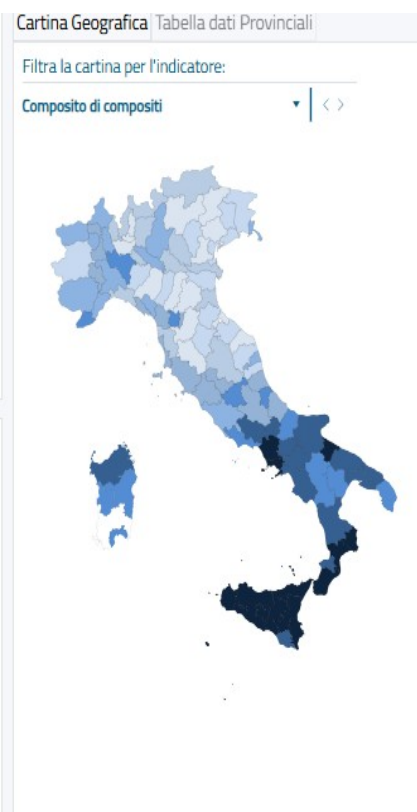 Cartina Geografica Tabella dati Provinciali
Filtra la cartina per l'indicatore:
Composito di compositi